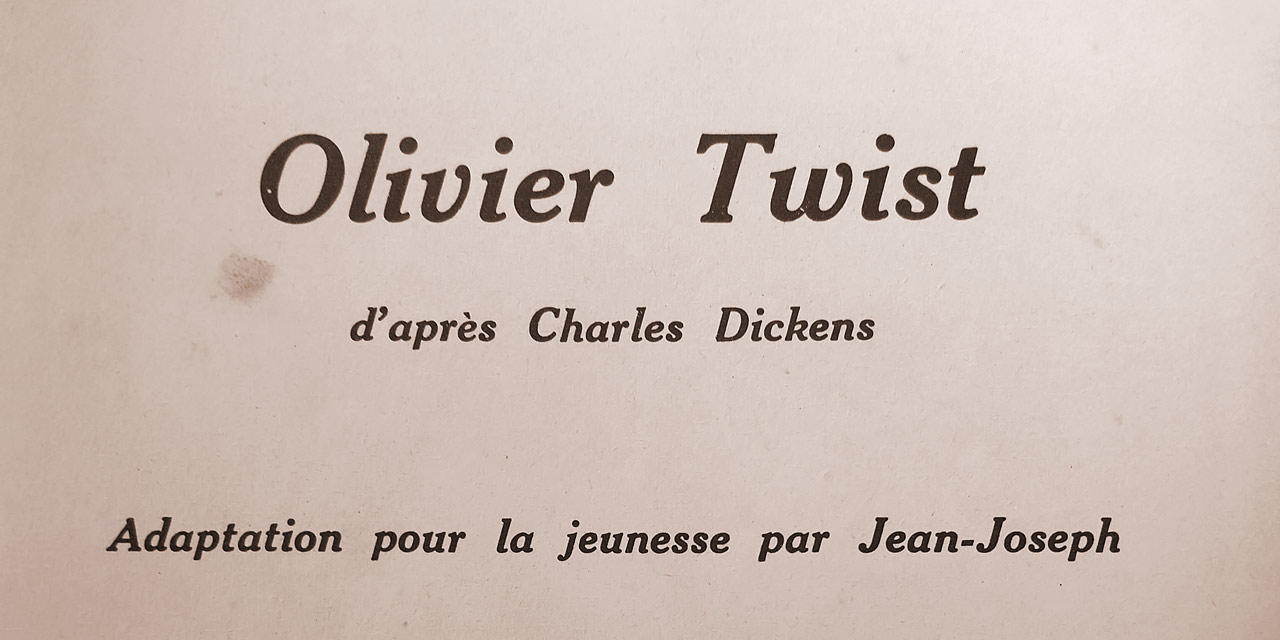 Olivier Twist
d’après Charles Dickens
Adaptation pour la jeunesse par Jean-Joseph